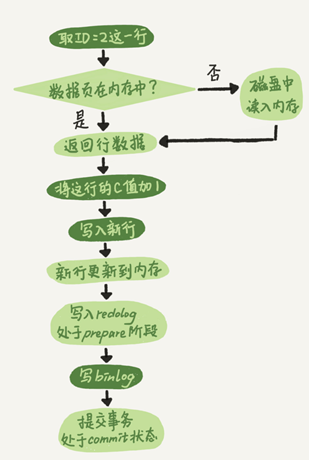 取ID=2这一行
数据页在内存中?
否
磁盘中
读入内存
是
返回行数据
将这行的C值加1
写入新行
新行更新到内存
写入redolog
处于prepare阶段
写binlog
提交事务
处于commit状态